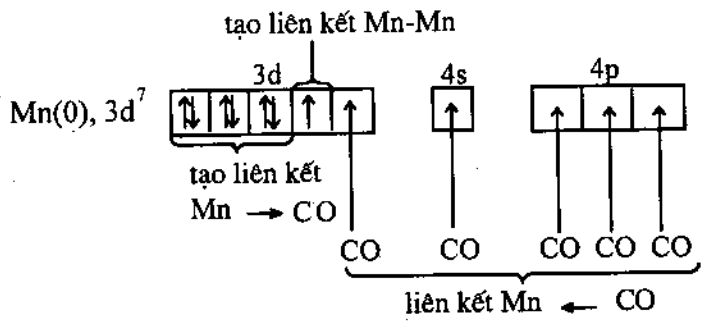 tạo liên kết Mn-Mn
3d 4s 4p
Mn(0), 3d⁷
tạo liên kết
Mn → CO
CO CO CO CO CO
liên kết Mn ← CO